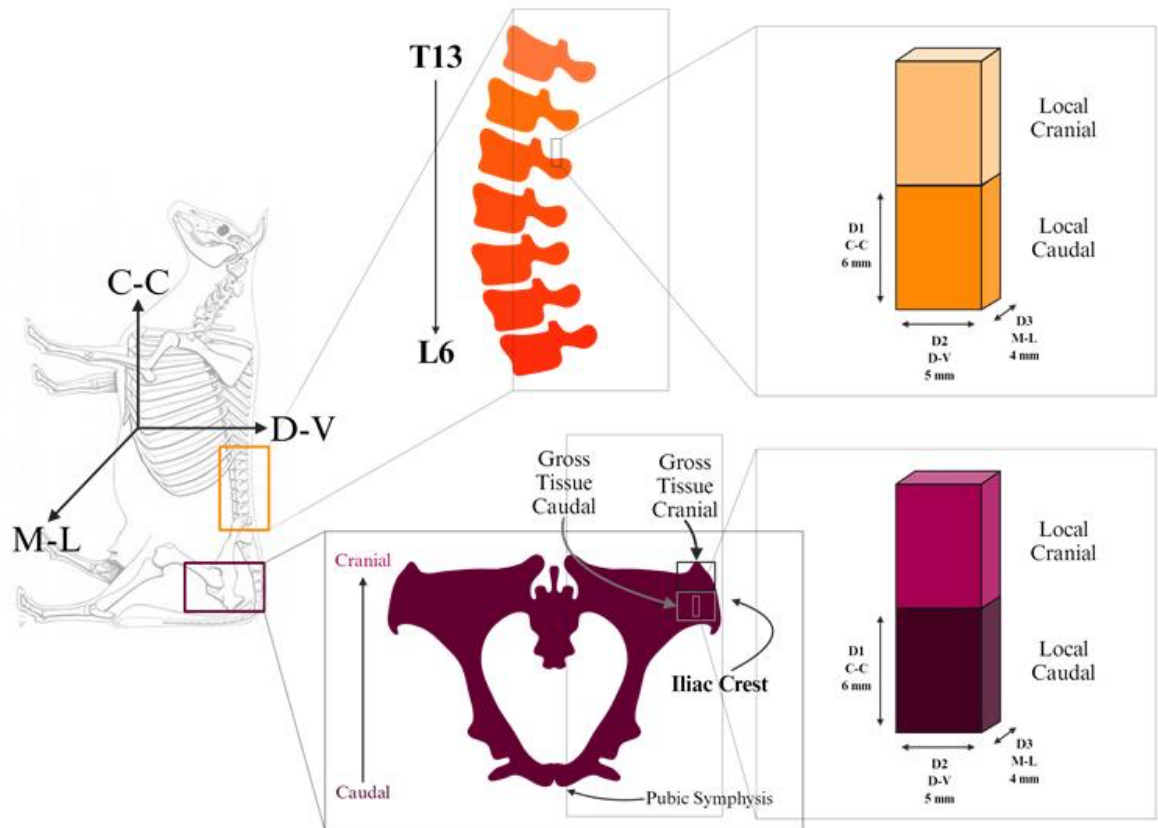 T13
L6
C-C
D-V
M-L
Local
Cranial
Local
Caudal
D1
C-C
6 mm
D2
D-V
5 mm
D3
M-L
4 mm
Gross
Tissue
Caudal
Gross
Tissue
Cranial
Cranial
Caudal
Iliac Crest
Pubic Symphysis
Local
Cranial
Local
Caudal
D1
C-C
6 mm
D2
D-V
5 mm
D3
M-L
4 mm